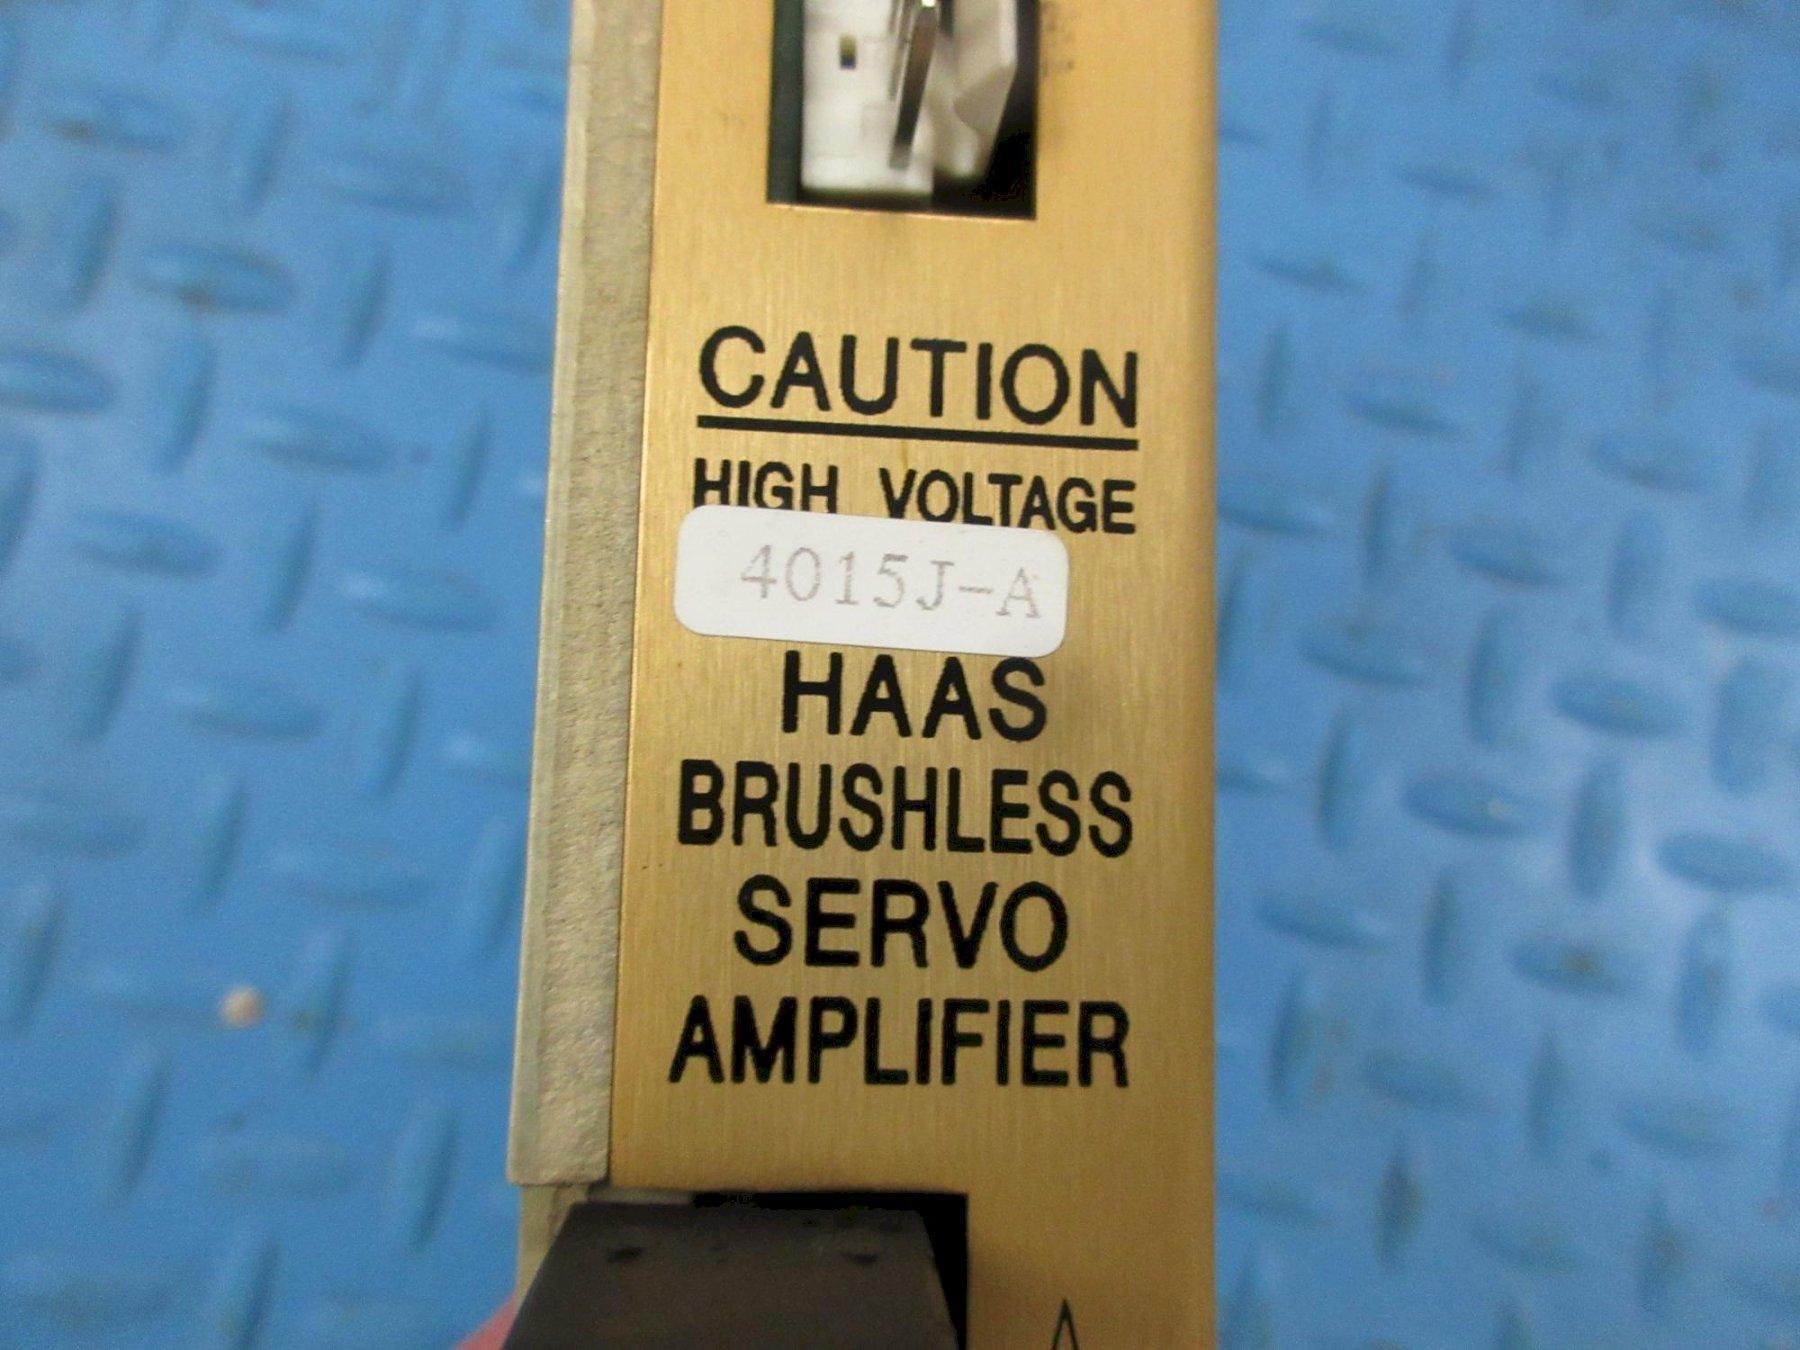 CAUTION
HIGH VOLTAGE
4015J-A
HAAS
BRUSHLESS
SERVO
AMPLIFIER
A